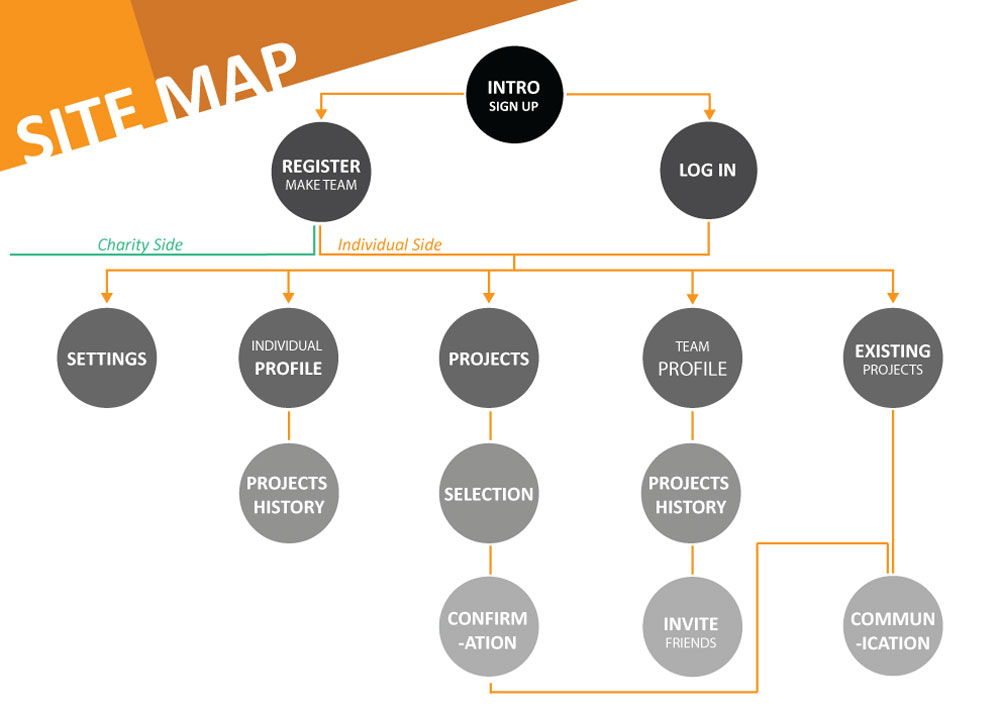 SITE MAP
INTRO
SIGN UP
REGISTER
MAKE TEAM
LOG IN
Charity Side
Individual Side
SETTINGS
INDIVIDUAL
PROFILE
PROJECTS
TEAM
PROFILE
EXISTING
PROJECTS
PROJECTS
HISTORY
SELECTION
PROJECTS
HISTORY
CONFIRM
-ATION
INVITE
FRIENDS
COMMUN
-ICATION